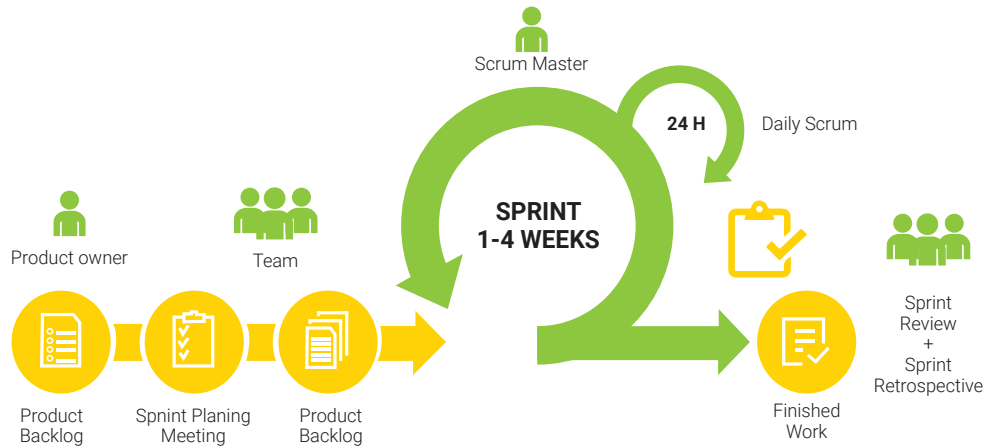 Scrum Master
24 H
Daily Scrum
SPRINT
1-4 WEEKS
Product owner
Team
Product
Backlog
Sprint Planing
Meeting
Product
Backlog
Finished
Work
Sprint
Review
+
Sprint
Retrospective